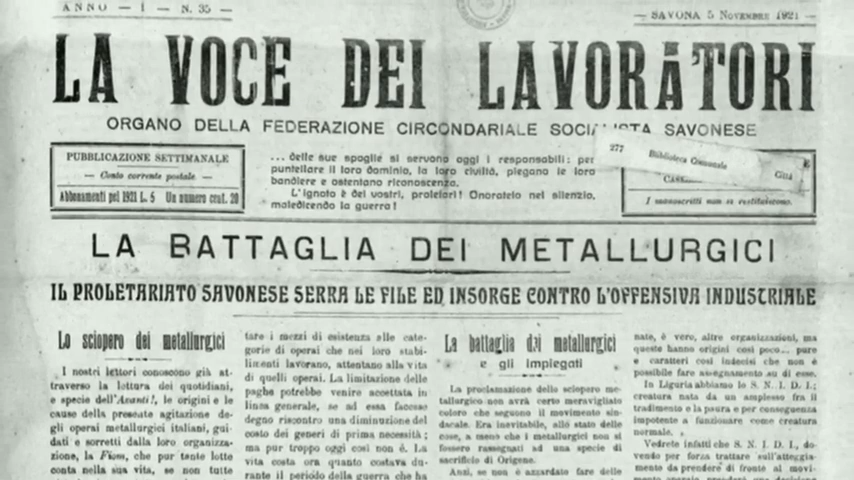 ANNO — I — N. 35 —
— SAVONA 5 NOVEMBRE 1921 —
LA VOCE DEI LAVORATORI
ORGANO DELLA FEDERAZIONE CIRCONDARIALE SOCIALISTA SAVONESE
PUBBLICAZIONE SETTIMANALE
— Conto corrente postale —
Abbonamenti pel 1921 L. 5 Un numero cent. 20
... delle sue spoglie si servono oggi i responsabili: per
puntellare il loro dominio, la loro civiltà, piegano le loro
bandiere e ostentano riconoscenza.
L'ignoto è dei vostri, proletari! Onoratelo nel silenzio,
maledicendo la guerra!
277 Biblioteca Comunale
Città
I manoscritti non si restituiscono.
LA BATTAGLIA DEI METALLURGICI
IL PROLETARIATO SAVONESE SERRA LE FILE ED INSORGE CONTRO L'OFFENSIVA INDUSTRIALE
Lo sciopero dei metallurgici
I nostri lettori conoscono già at-
traverso la lettura dei quotidiani,
e specie dell'Avanti!, le origini e le
cause della presente agitazione de-
gli operai metallurgici italiani, gui-
dati e sorretti dalla loro organizza-
zione, la Fiom, che pur tante lotte
conta nella sua vita, se non tutte
tare i mezzi di esistenza alle cate-
gorie di operai che nei loro stabi-
limenti lavorano, attentano alla vita
di quelli operai. La limitazione delle
paghe potrebbe venire accettata in
linea generale, se ad essa facesse
degno riscontro una diminuzione del
costo dei generi di prima necessità;
ma pur troppo oggi così non è. La
vita costa ora quanto costava du-
rante il periodo della guerra che ha
La battaglia dei metallurgici
e gli impiegati
La proclamazione dello sciopero me-
tallurgico non avrà certo meravigliato
coloro che seguono il movimento sin-
dacale. Era inevitabile, allo stato delle
cose, a meno che i metallurgici non si
fossero rassegnati ad una specie di
sacrificio di Origene.
Anzi, se non è azzardato fare delle
nate, è vero, altre organizzazioni, ma
queste hanno origini così poco... pure
e caratteri così indecisi che non è
possibile fare assegnamento su di esse.
In Liguria abbiamo lo S. N. I. D. I.;
creatura nata da un amplesso fra il
tradimento e la paura e per conseguenza
impotente a funzionare come creatura
normale.
Vedrete infatti che S. N. I. D. I., do-
vendo per forza trattare sull'atteggia-
mento da prendere di fronte al movi-